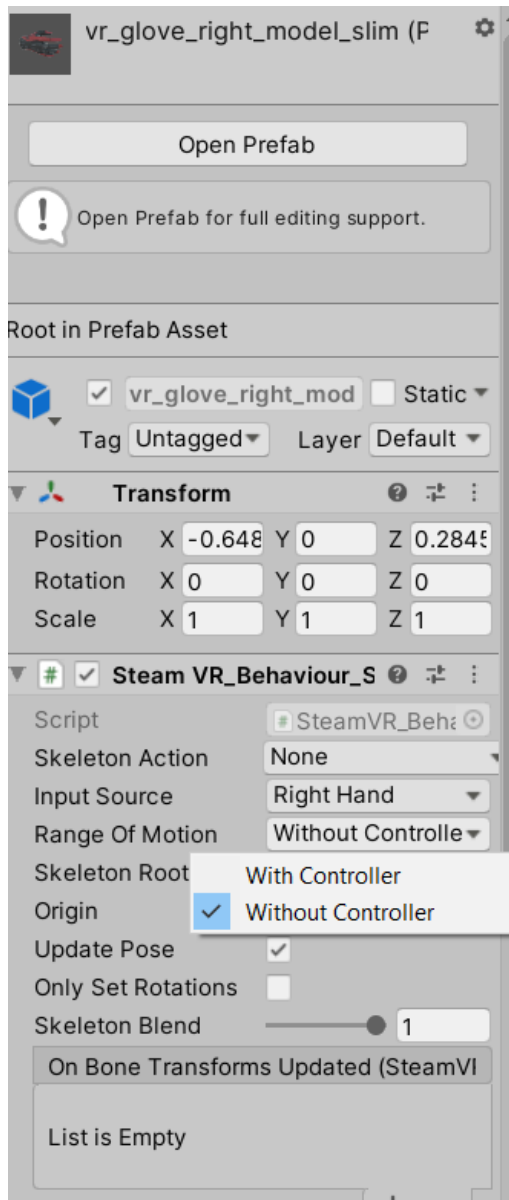 vr_glove_right_model_slim (P
Open Prefab
! Open Prefab for full editing support.
Root in Prefab Asset
vr_glove_right_mod Static
Tag Untagged Layer Default
Transform
Position X -0.648 Y 0 Z 0.2845
Rotation X 0 Y 0 Z 0
Scale X 1 Y 1 Z 1
# Steam VR_Behaviour_S
Script # SteamVR_Beha
Skeleton Action None
Input Source Right Hand
Range Of Motion Without Controlle
Skeleton Root With Controller
Origin Without Controller
Update Pose
Only Set Rotations
Skeleton Blend 1
On Bone Transforms Updated (SteamVI
List is Empty